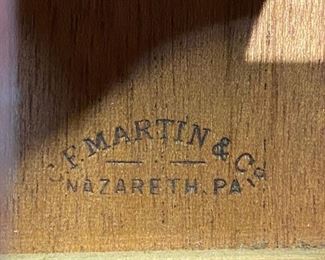 C.F. MARTIN & CO.
NAZARETH, PA.